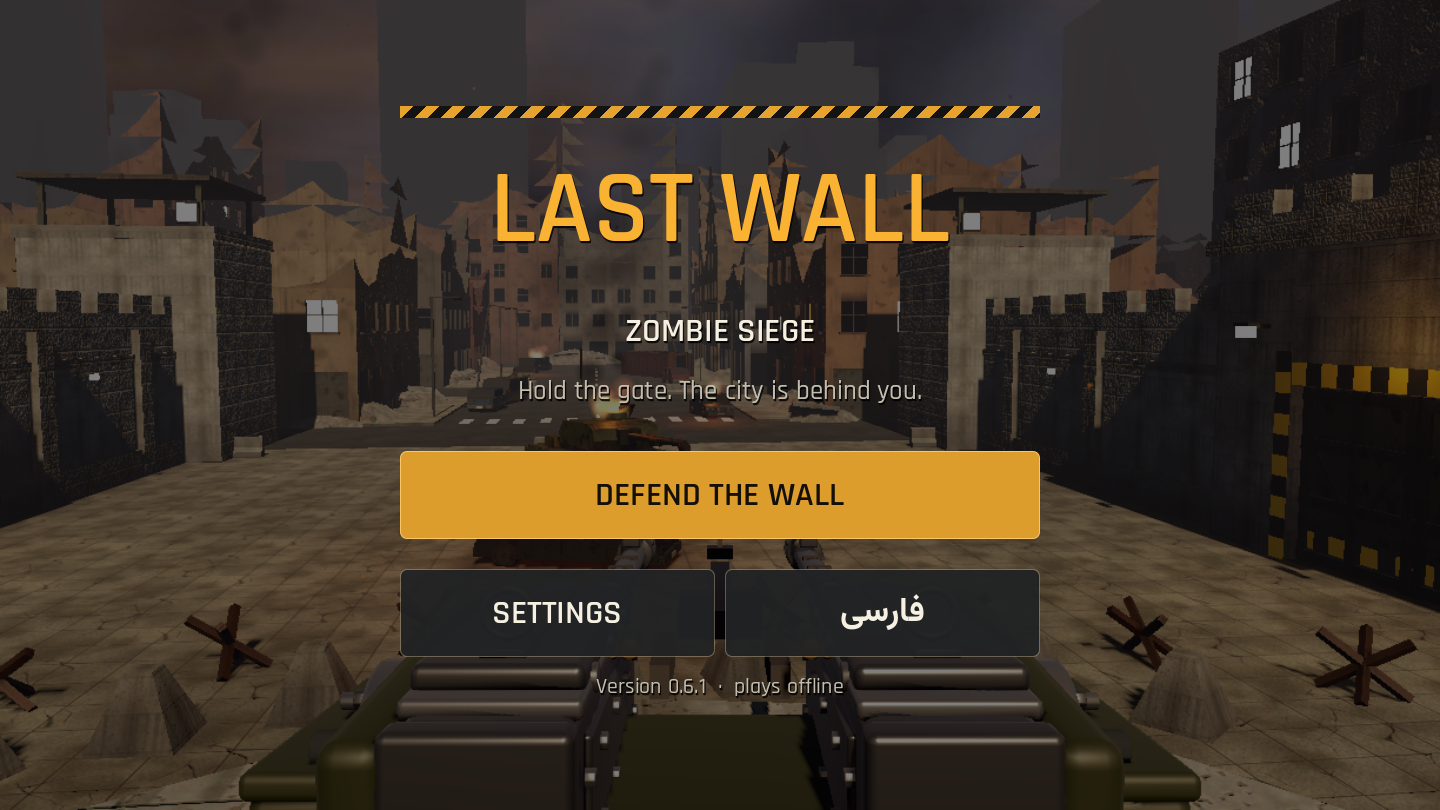 LAST WALL
ZOMBIE SIEGE
Hold the gate. The city is behind you.
DEFEND THE WALL
SETTINGS
فارسی
Version 0.6.1 · plays offline